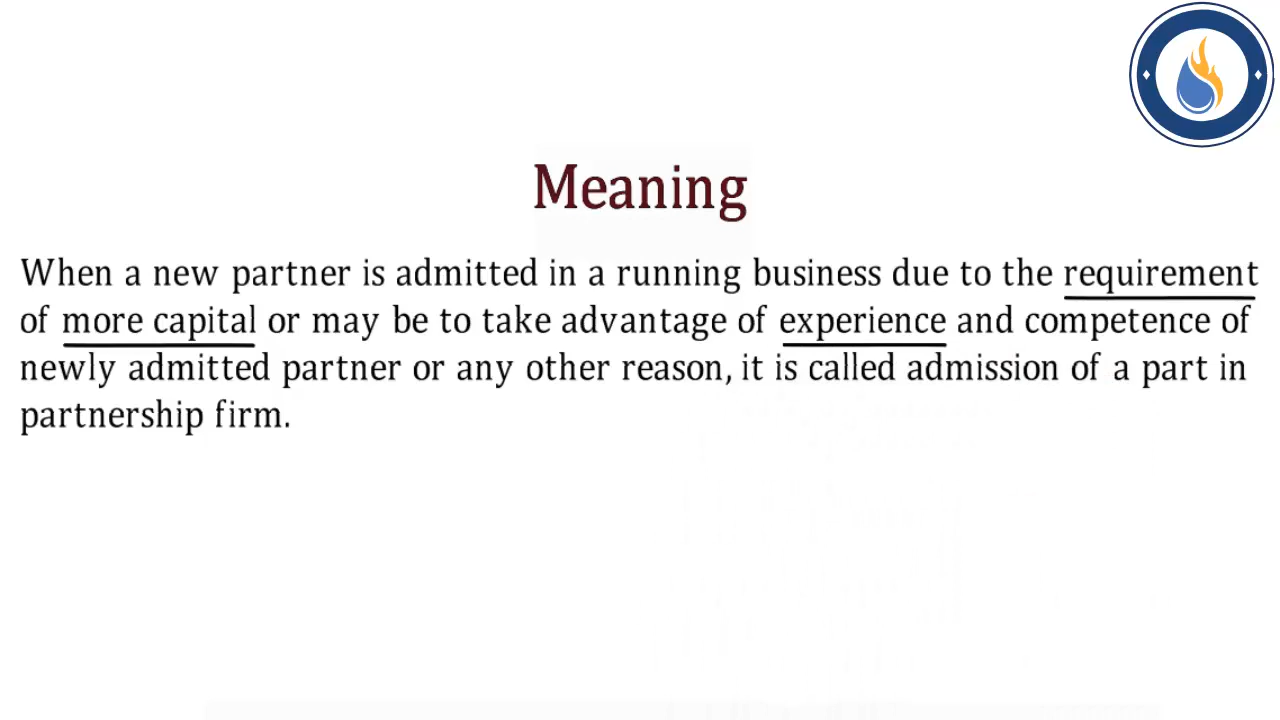 Meaning
When a new partner is admitted in a running business due to the requirement
of more capital or may be to take advantage of experience and competence of
newly admitted partner or any other reason, it is called admission of a part in
partnership firm.